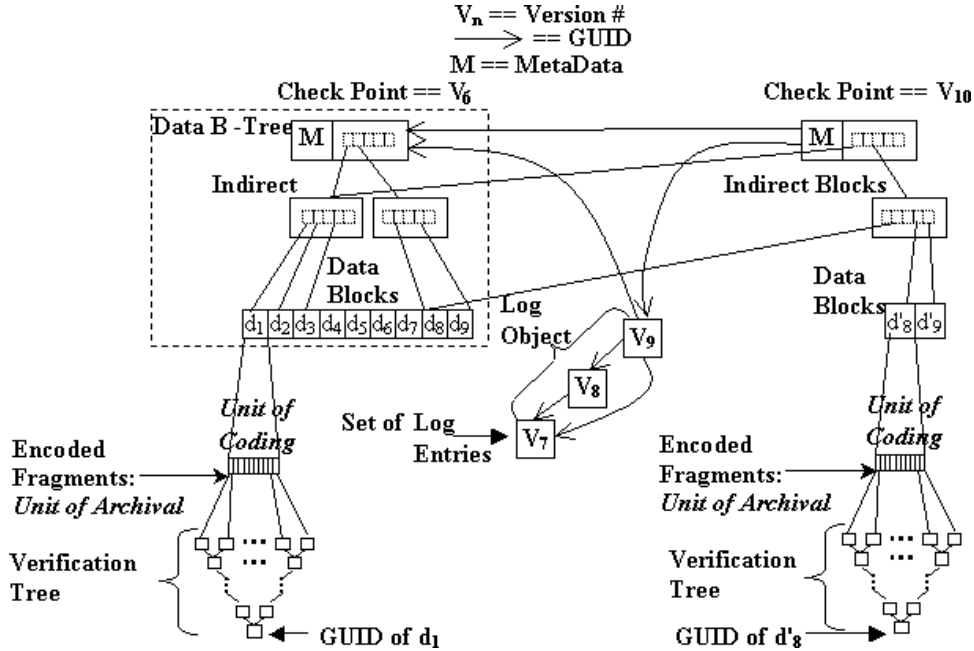 Vₙ == Version #
== GUID
M == MetaData
Check Point == V₆
Check Point == V₁₀
Data B -Tree
M
M
Indirect
Indirect Blocks
Data
Blocks
Data
Blocks
d₁ d₂ d₃ d₄ d₅ d₆ d₇ d₈ d₉
Log
Object
d'₈ d'₉
V₉
V₈
V₇
Set of Log
Entries
Unit of
Coding
Unit of
Coding
Encoded
Fragments:
Unit of Archival
Encoded
Fragments:
Unit of Archival
Verification
Tree
Verification
Tree
GUID of d₁
GUID of d'₈